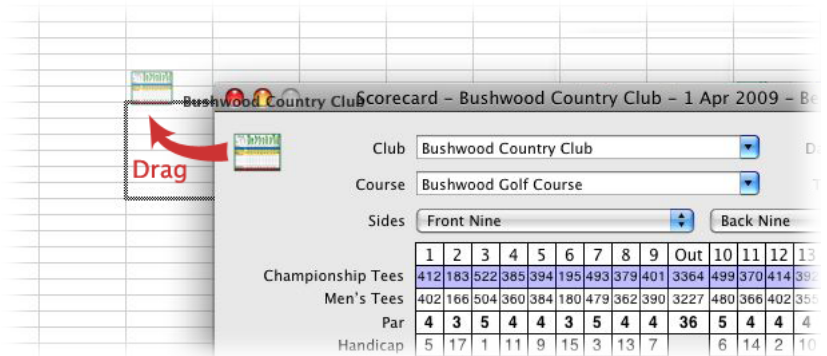 Bushwood Country Club
Scorecard – Bushwood Country Club – 1 Apr 2009 – Be
Drag
Club Bushwood Country Club
Course Bushwood Golf Course
Sides Front Nine Back Nine
1 2 3 4 5 6 7 8 9 Out 10 11 12 13
Championship Tees 412 183 522 385 394 195 493 379 401 3364 499 370 414 392
Men's Tees 402 166 504 360 384 180 479 362 390 3227 480 366 402 355
Par 4 3 5 4 4 3 5 4 4 36 5 4 4 4
Handicap 5 17 1 11 9 15 3 13 7 6 14 2 10